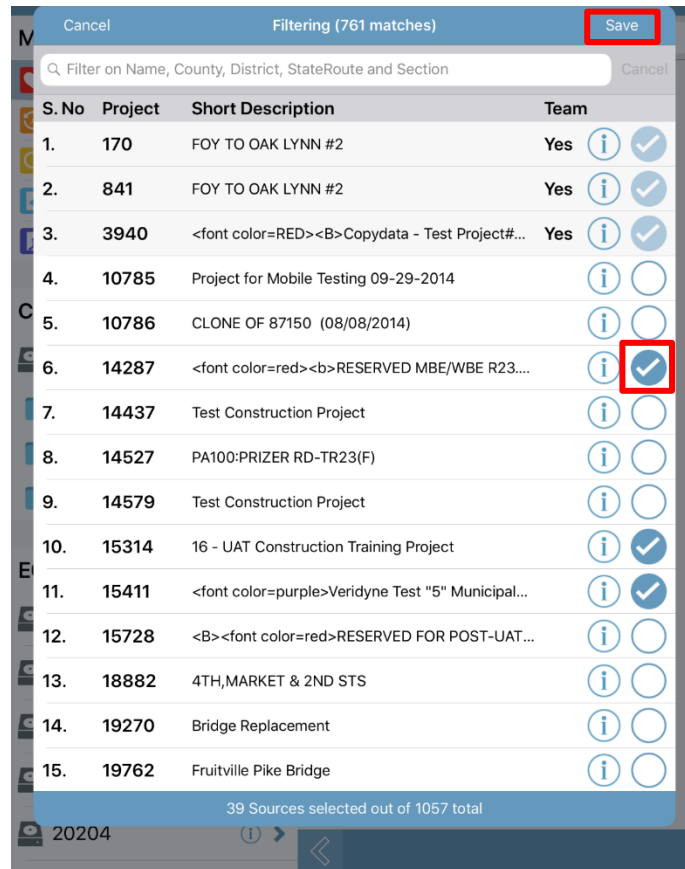 Cancel Filtering (761 matches) Save
Filter on Name, County, District, StateRoute and Section Cancel
S. No Project Short Description Team
1. 170 FOY TO OAK LYNN #2 Yes
2. 841 FOY TO OAK LYNN #2 Yes
3. 3940 <font color=RED><B>Copydata - Test Project#... Yes
4. 10785 Project for Mobile Testing 09-29-2014
5. 10786 CLONE OF 87150 (08/08/2014)
6. 14287 <font color=red><b>RESERVED MBE/WBE R23....
7. 14437 Test Construction Project
8. 14527 PA100:PRIZER RD-TR23(F)
9. 14579 Test Construction Project
10. 15314 16 - UAT Construction Training Project
11. 15411 <font color=purple>Veridyne Test "5" Municipal...
12. 15728 <B><font color=red>RESERVED FOR POST-UAT...
13. 18882 4TH,MARKET & 2ND STS
14. 19270 Bridge Replacement
15. 19762 Fruitville Pike Bridge
39 Sources selected out of 1057 total
20204